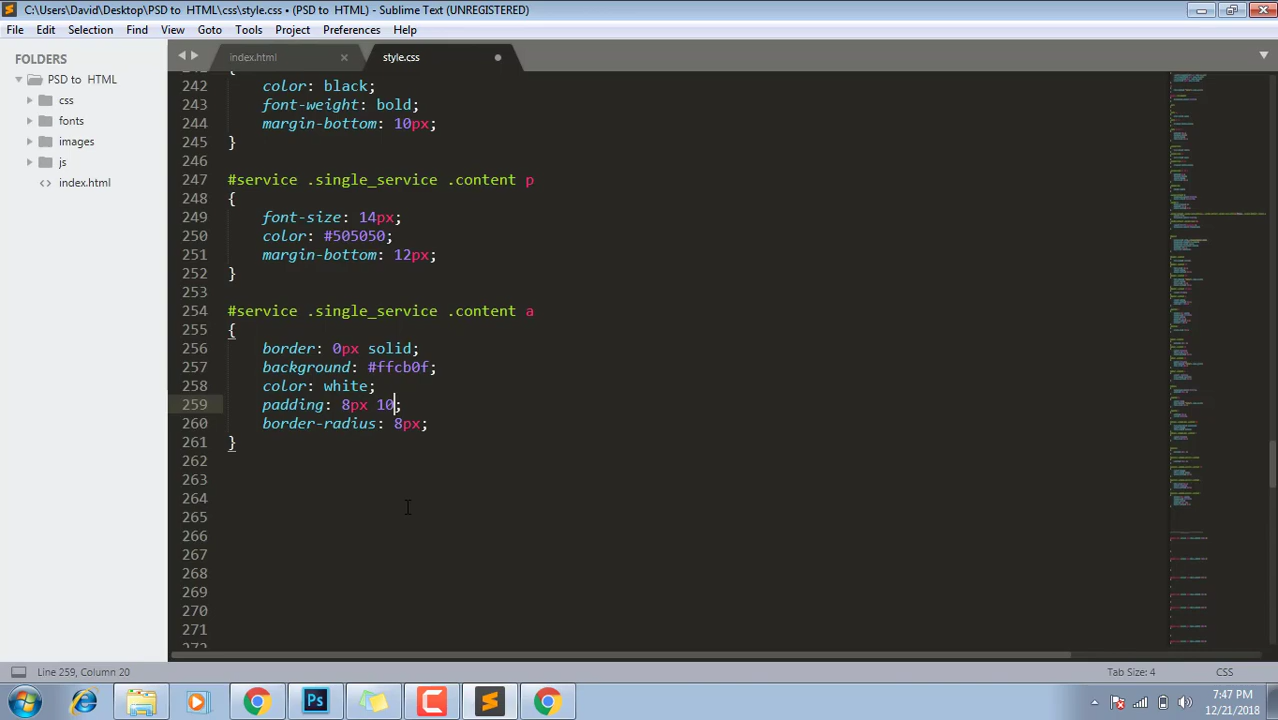 C:\Users\David\Desktop\PSD to HTML\css\style.css • (PSD to HTML) - Sublime Text (UNREGISTERED)
File Edit Selection Find View Goto Tools Project Preferences Help
FOLDERS
PSD to HTML
css
fonts
images
js
index.html
index.html
style.css
242 color: black;
243 font-weight: bold;
244 margin-bottom: 10px;
245 }
246
247 #service .single_service .content p
248 {
249 font-size: 14px;
250 color: #505050;
251 margin-bottom: 12px;
252 }
253
254 #service .single_service .content a
255 {
256 border: 0px solid;
257 background: #ffcb0f;
258 color: white;
259 padding: 8px 10;
260 border-radius: 8px;
261 }
262
263
264
265
266
267
268
269
270
271
Line 259, Column 20
Tab Size: 4
CSS
Ps
7:47 PM
12/21/2018